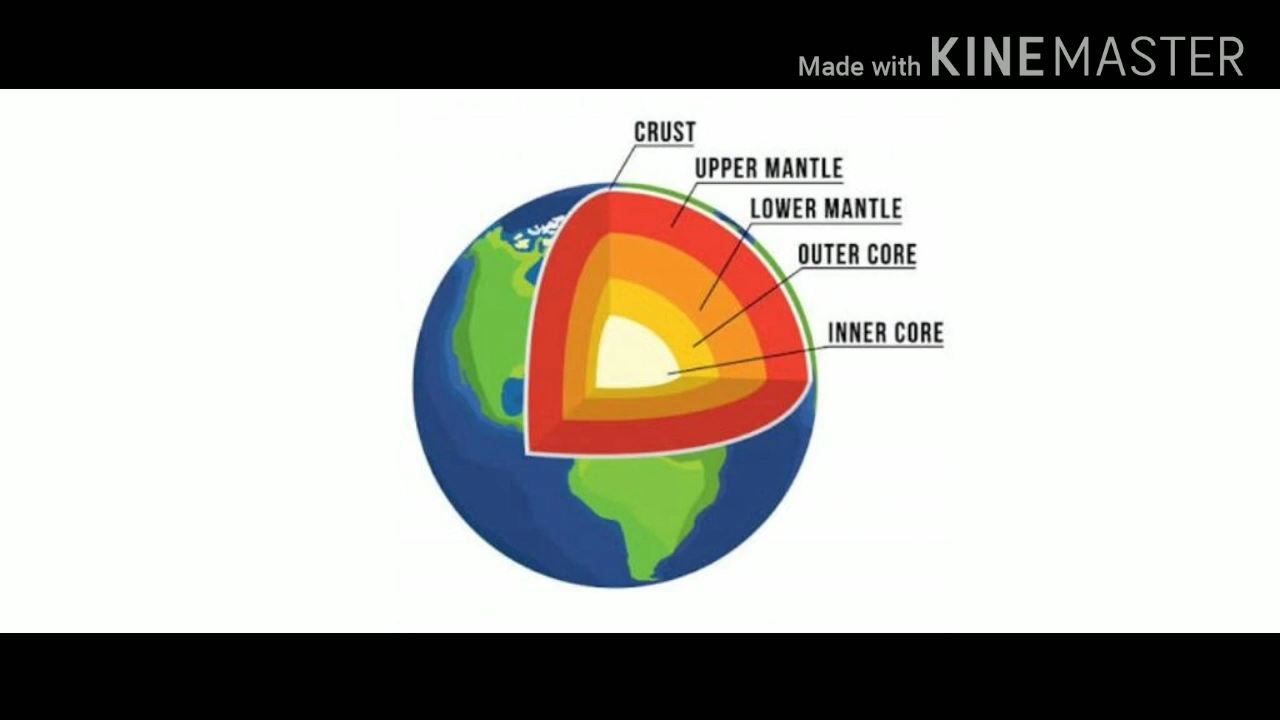 Made with KINEMASTER
CRUST
UPPER MANTLE
LOWER MANTLE
OUTER CORE
INNER CORE